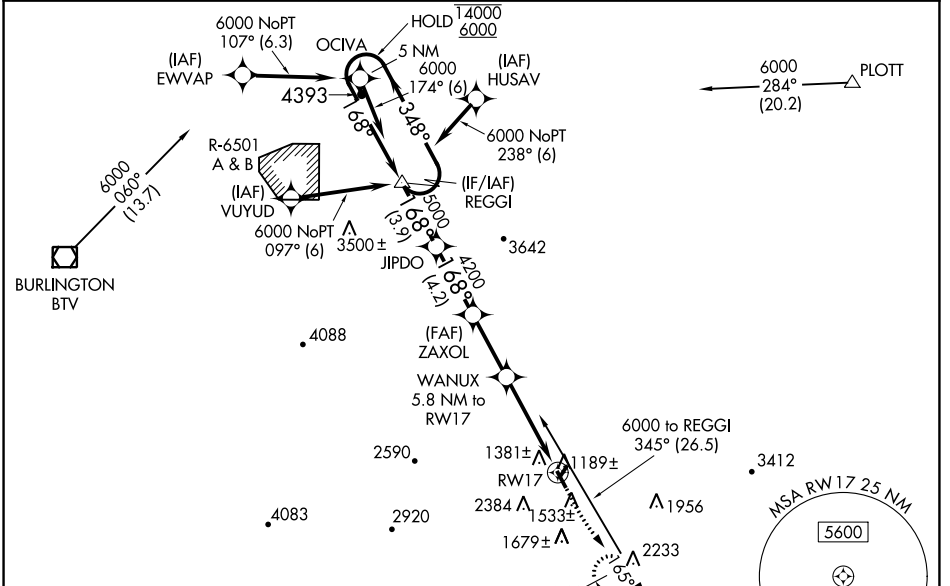 6000 NoPT
107° (6.3)
HOLD
14000
6000
OCIVA
5 NM
(IAF)
EWVAP
6000
174° (6)
(IAF)
HUSAV
6000
284°
(20.2)
PLOTT
4393
168°
348°
6000 NoPT
238° (6)
R-6501
A & B
6000
060°
(13.7)
(IAF)
VUYUD
(IF/IAF)
REGGI
6000 NoPT
097° (6)
3500±
5000
168°
(3.9)
3642
JIPDO
4200
168°
(4.2)
BURLINGTON
BTV
4088
(FAF)
ZAXOL
WANUX
5.8 NM to
RW17
6000 to REGGI
345° (26.5)
2590
1381±
1189±
3412
RW17
MSA RW17 25 NM
2384
1533±
1956
4083
2920
1679±
5600
2233
165°